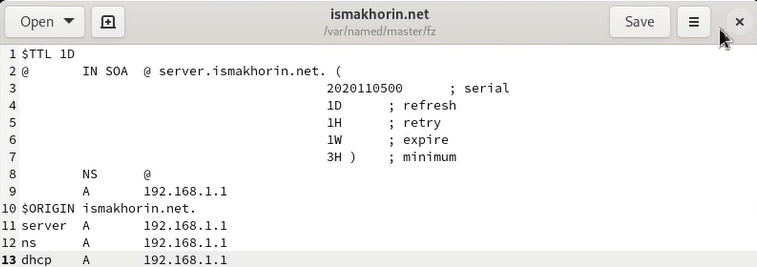 Open
ismakhorin.net
/var/named/master/fz
Save
1 $TTL 1D
2 @ IN SOA @ server.ismakhorin.net. (
3 2020110500 ; serial
4 1D ; refresh
5 1H ; retry
6 1W ; expire
7 3H ) ; minimum
8 NS @
9 A 192.168.1.1
10 $ORIGIN ismakhorin.net.
11 server A 192.168.1.1
12 ns A 192.168.1.1
13 dhcp A 192.168.1.1